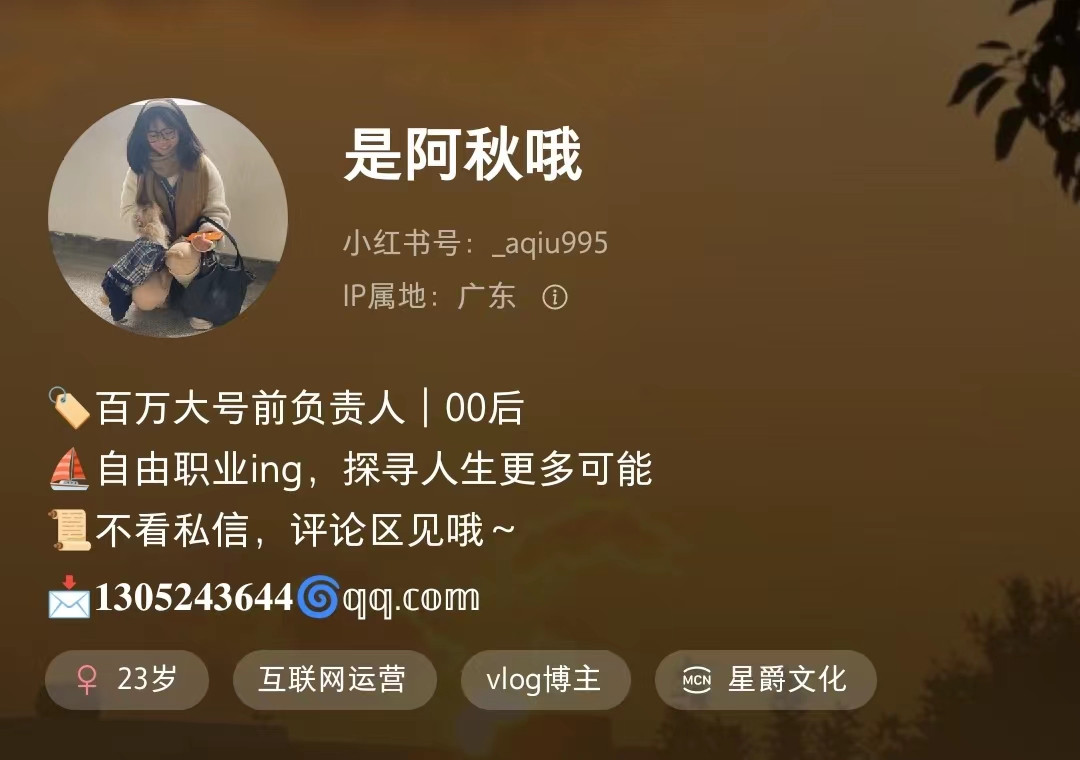 是阿秋哦
小红书号：_aqiu995
IP属地：广东
百万大号前负责人｜00后
自由职业ing，探寻人生更多可能
不看私信，评论区见哦～
𝟏𝟑𝟎𝟓𝟐𝟒𝟑𝟔𝟒𝟒🌀𝕢𝕢.𝕔𝕠𝕞
♀ 23岁 互联网运营 vlog博主 MCN 星爵文化